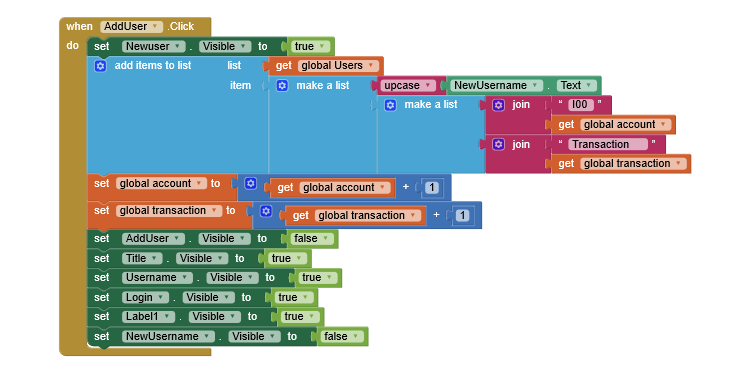 when AddUser .Click
do set Newuser . Visible to true
add items to list list get global Users
item make a list upcase NewUsername . Text
make a list join " I00 "
get global account
join " Transaction "
get global transaction
set global account to get global account + 1
set global transaction to get global transaction + 1
set AddUser . Visible to false
set Title . Visible to true
set Username . Visible to true
set Login . Visible to true
set Label1 . Visible to true
set NewUsername . Visible to false